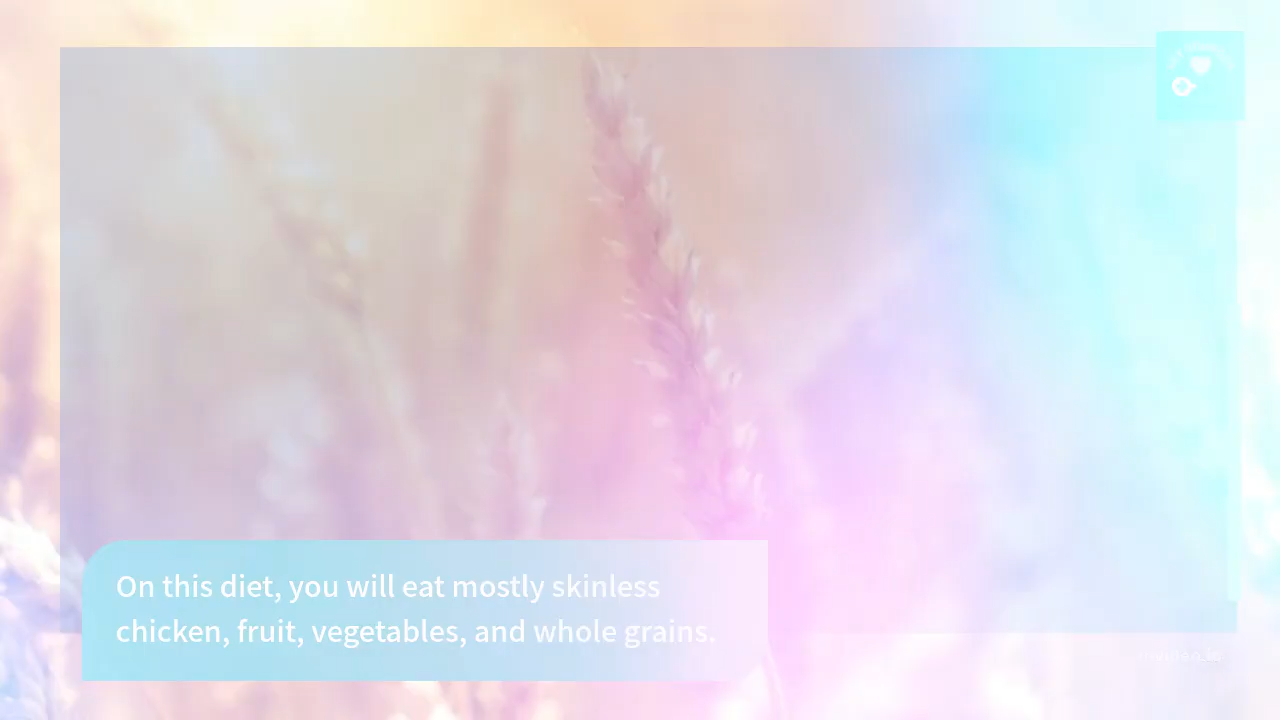 On this diet, you will eat mostly skinless
chicken, fruit, vegetables, and whole grains.